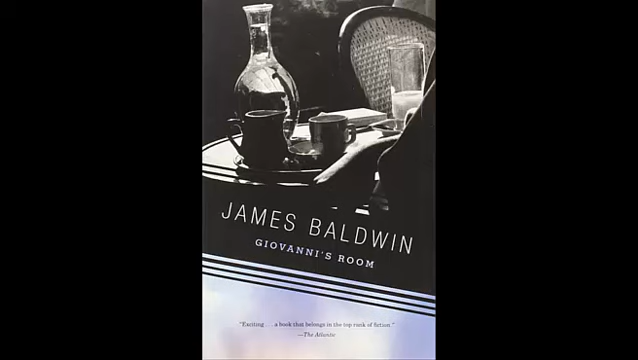 JAMES BALDWIN
GIOVANNI'S ROOM
"Exciting . . . a book that belongs in the top rank of fiction."
—The Atlantic